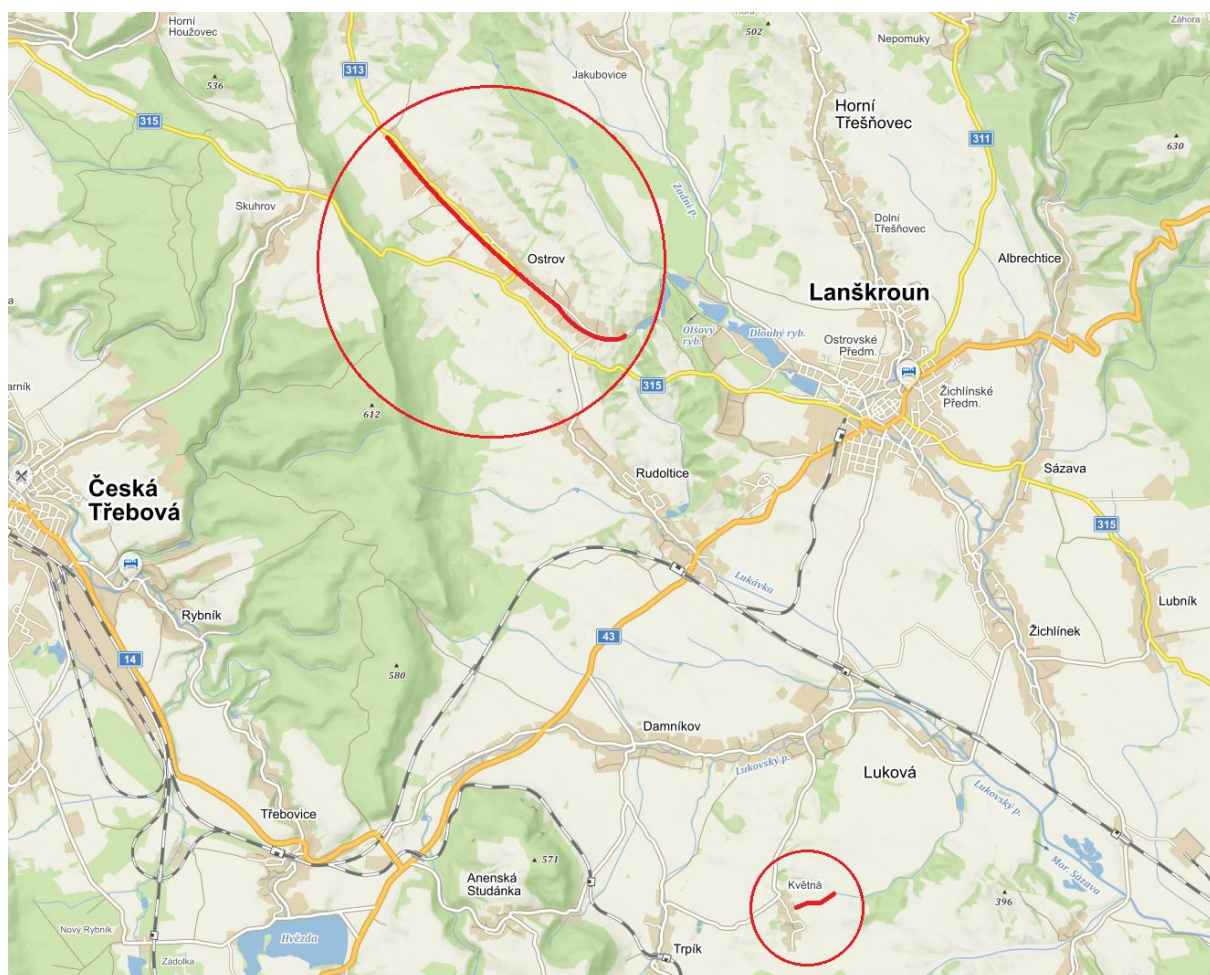 Horní
Houžovec
502
Nepomuky
Záhora
313
536
Jakubovice
Horní
Třešňovec
315
311
630
Zadní p.
Skuhrov
Dolní
Třešňovec
Ostrov
Albrechtice
Lanškroun
Olšový
ryb.
Dlouhý ryb.
Ostrovské
Předm.
315
Žichlínské
Předm.
612
Rudoltice
Sázava
Česká
Třebová
315
Lukávka
Lubník
Rybník
Žichlínek
43
14
580
Damníkov
Lukovský p.
Luková
Lukovský p.
Třebovice
571
Mor. Sázava
Anenská
Studánka
Květná
396
Nový Rybník
Hvězda
Trpík
Zádolka